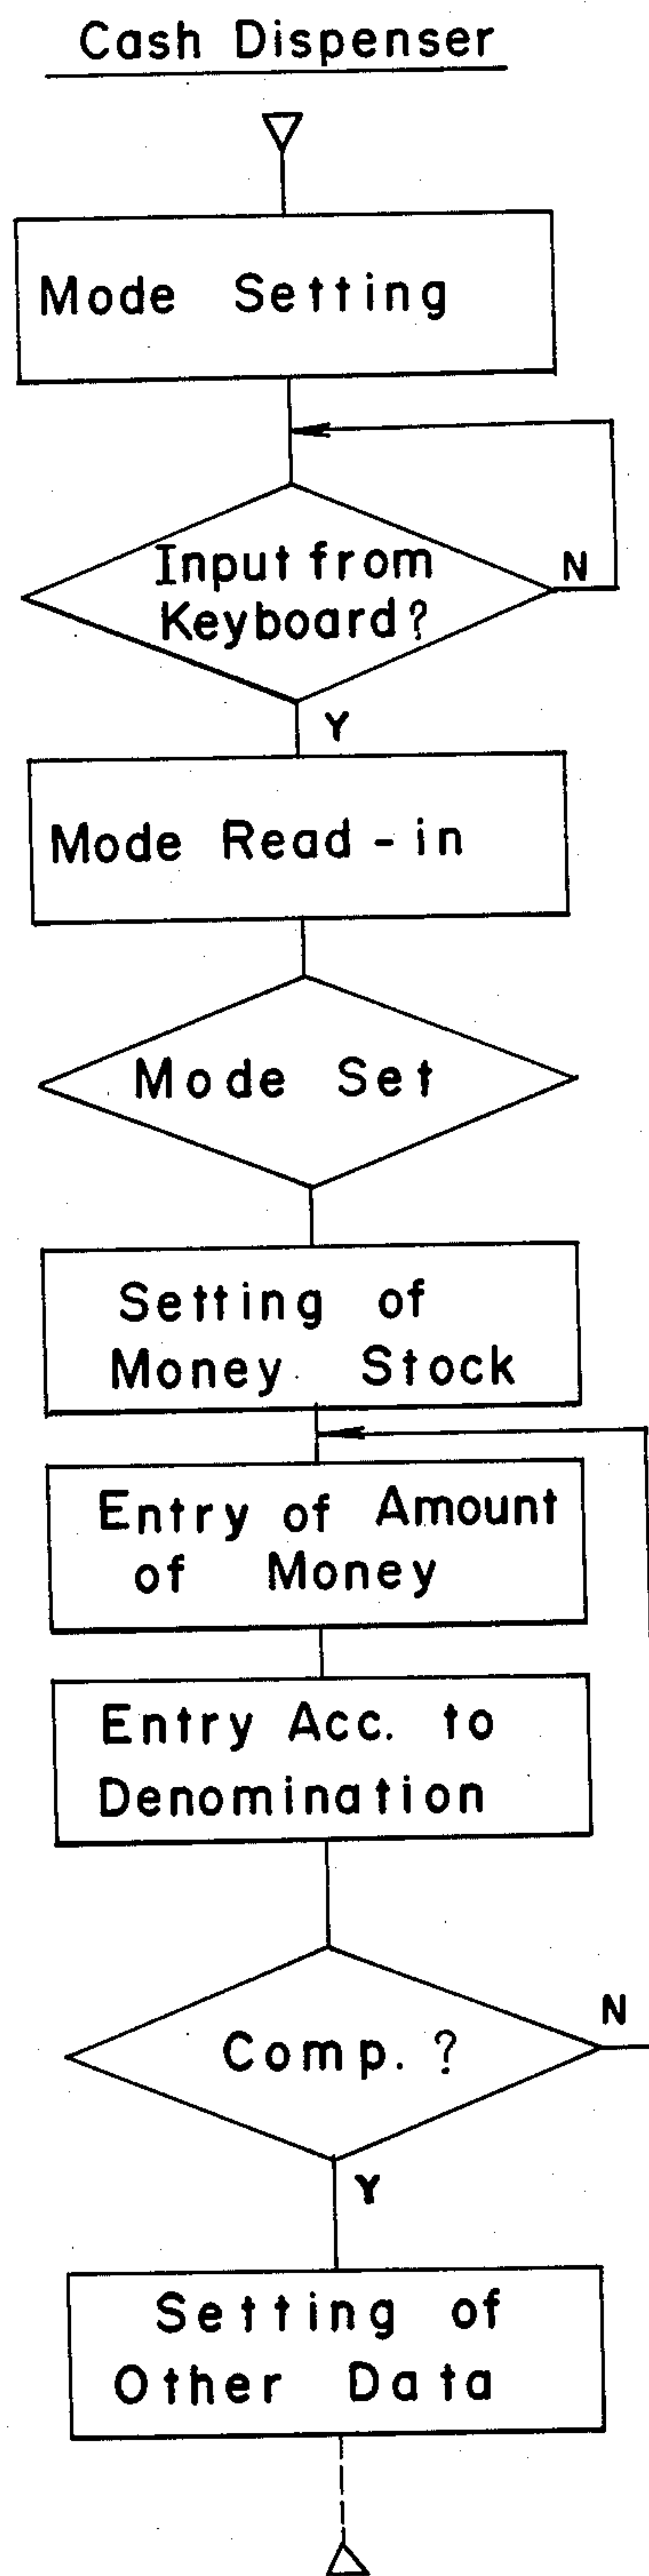 Cash Dispenser
Mode Setting
Input from
Keyboard?
N
Y
Mode Read-in
Mode Set
Setting of
Money Stock
Entry of Amount
of Money
Entry Acc. to
Denomination
N
Comp. ?
Y
Setting of
Other Data